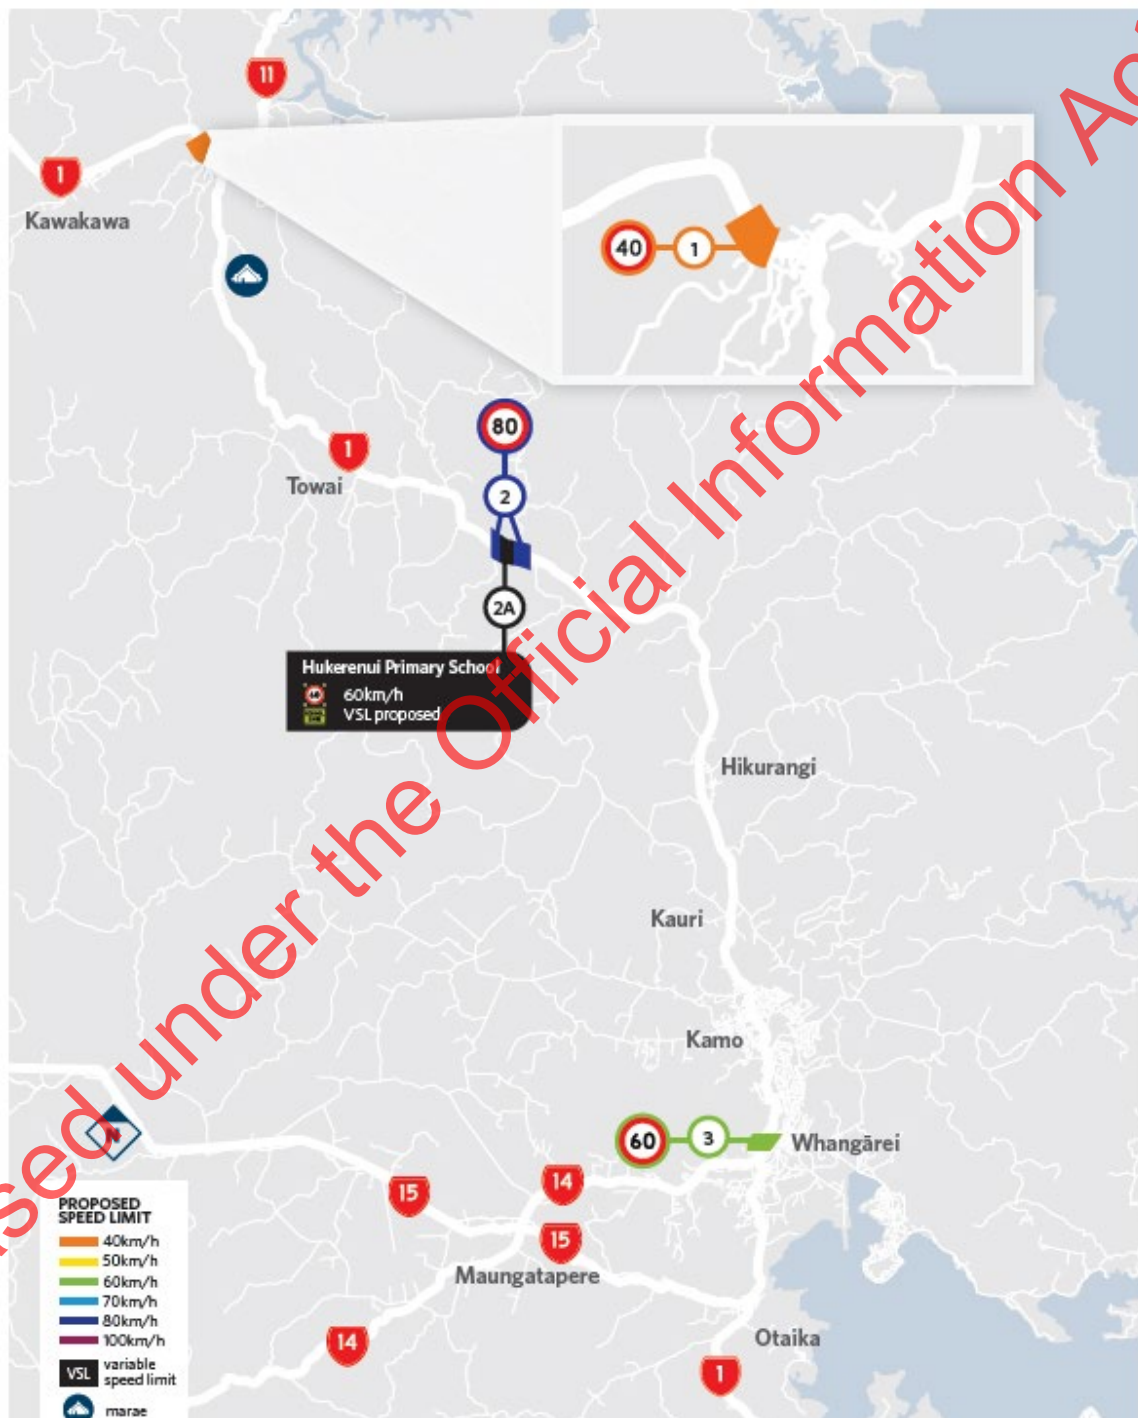 11
1
Kawakawa
40
1
80
1
Towai
2
2A
Hukerenui Primary School
60km/h
VSL proposed
Hikurangi
Kauri
Kamo
60
3
Whangārei
N
15
14
15
Maungatapere
14
Otaika
1
PROPOSED
SPEED LIMIT
40km/h
50km/h
60km/h
70km/h
80km/h
100km/h
VSL
variable
speed limit
marae
under the Official Information